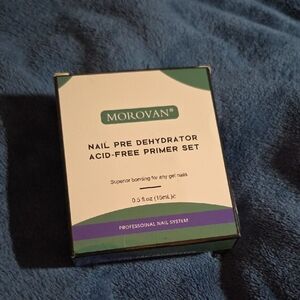 MOROVAN®
NAIL PRE DEHYDRATOR
ACID-FREE PRIMER SET
Superior bonding for any gel nails
0.5 fl.oz (15mL)x
PROFESSOINAL NAIL SYSTEM